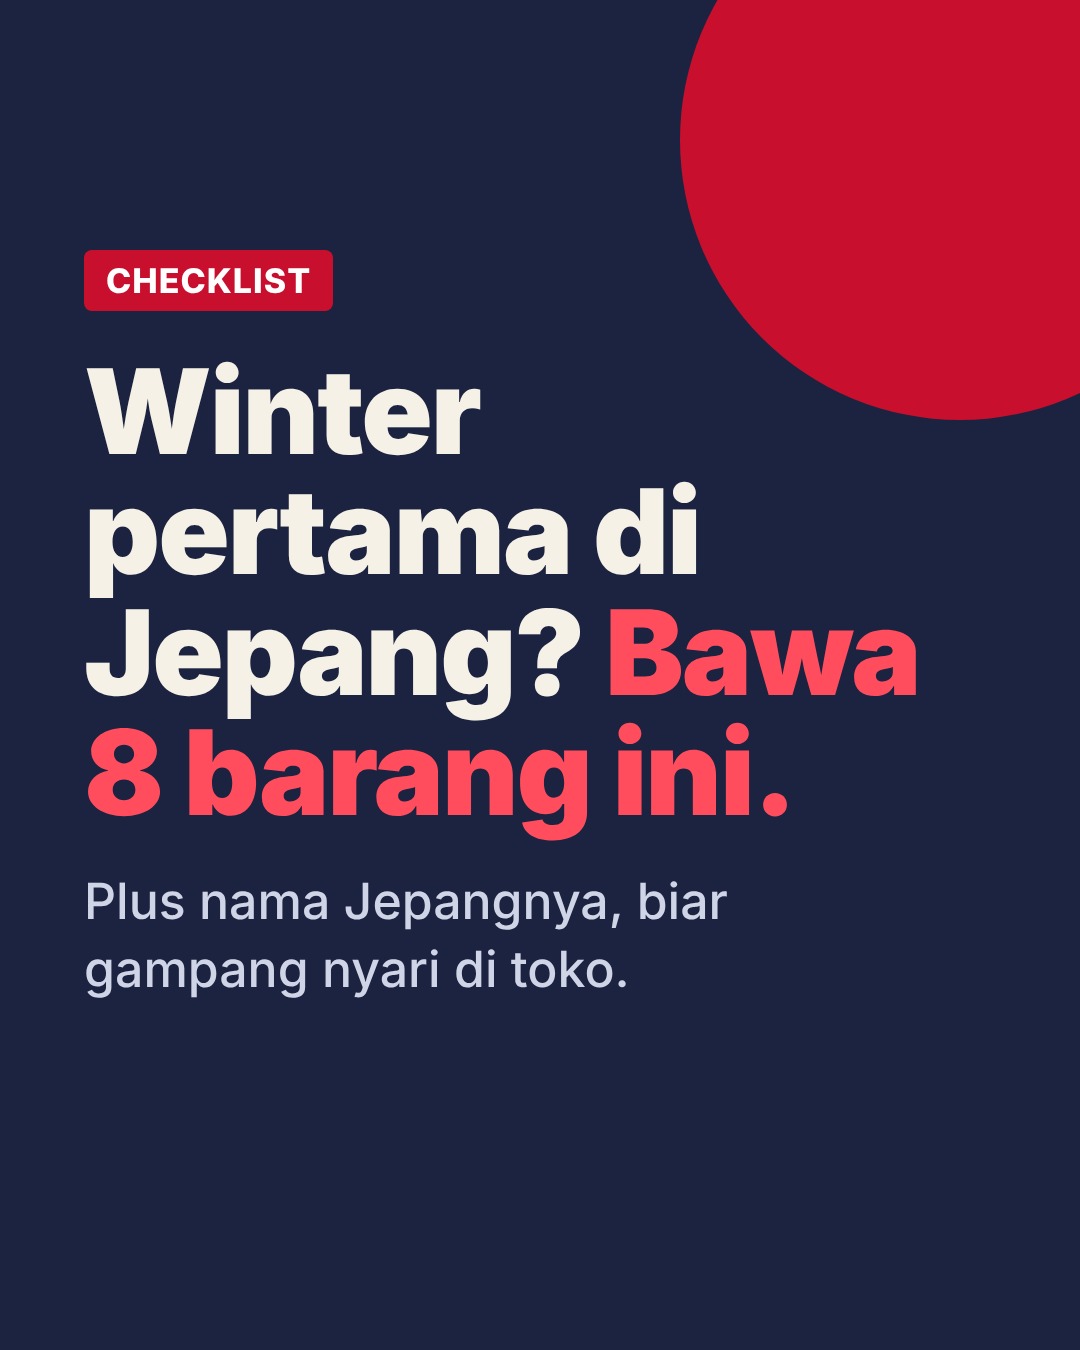 CHECKLIST
Winter
pertama di
Jepang? Bawa
8 barang ini.
Plus nama Jepangnya, biar
gampang nyari di toko.